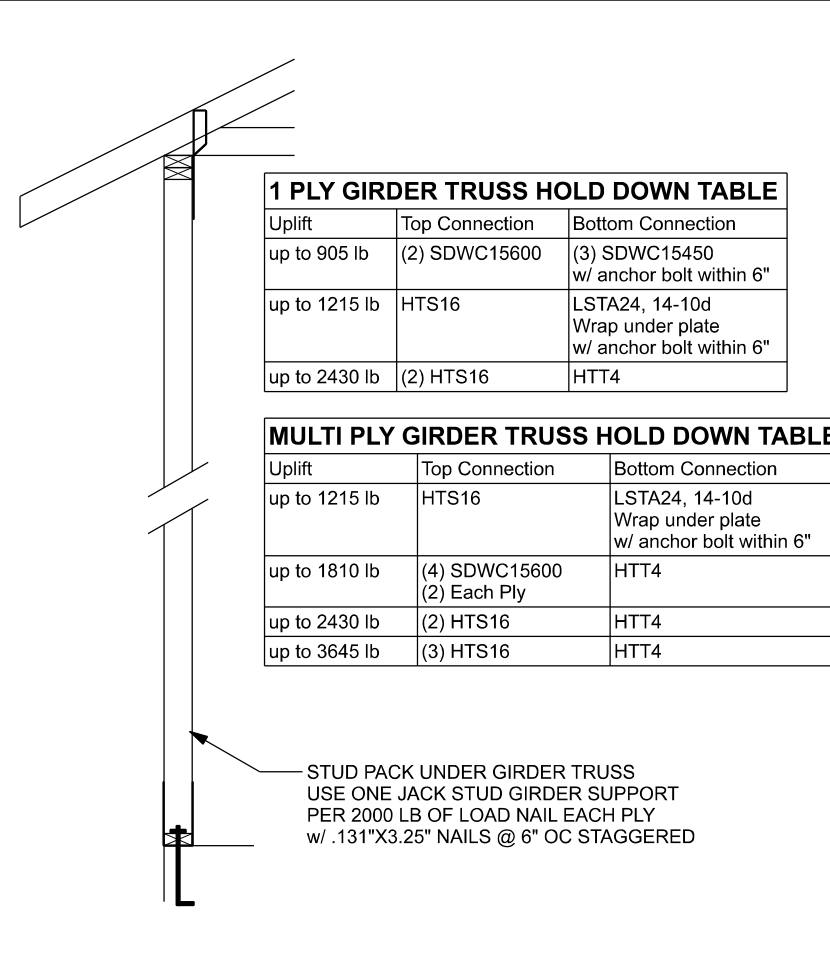 1 PLY GIRDER TRUSS HOLD DOWN TABLE
Uplift Top Connection Bottom Connection
up to 905 lb (2) SDWC15600 (3) SDWC15450
w/ anchor bolt within 6"
up to 1215 lb HTS16 LSTA24, 14-10d
Wrap under plate
w/ anchor bolt within 6"
up to 2430 lb (2) HTS16 HTT4
MULTI PLY GIRDER TRUSS HOLD DOWN TABLE
Uplift Top Connection Bottom Connection
up to 1215 lb HTS16 LSTA24, 14-10d
Wrap under plate
w/ anchor bolt within 6"
up to 1810 lb (4) SDWC15600 HTT4
(2) Each Ply
up to 2430 lb (2) HTS16 HTT4
up to 3645 lb (3) HTS16 HTT4
STUD PACK UNDER GIRDER TRUSS
USE ONE JACK STUD GIRDER SUPPORT
PER 2000 LB OF LOAD NAIL EACH PLY
w/ .131"X3.25" NAILS @ 6" OC STAGGERED